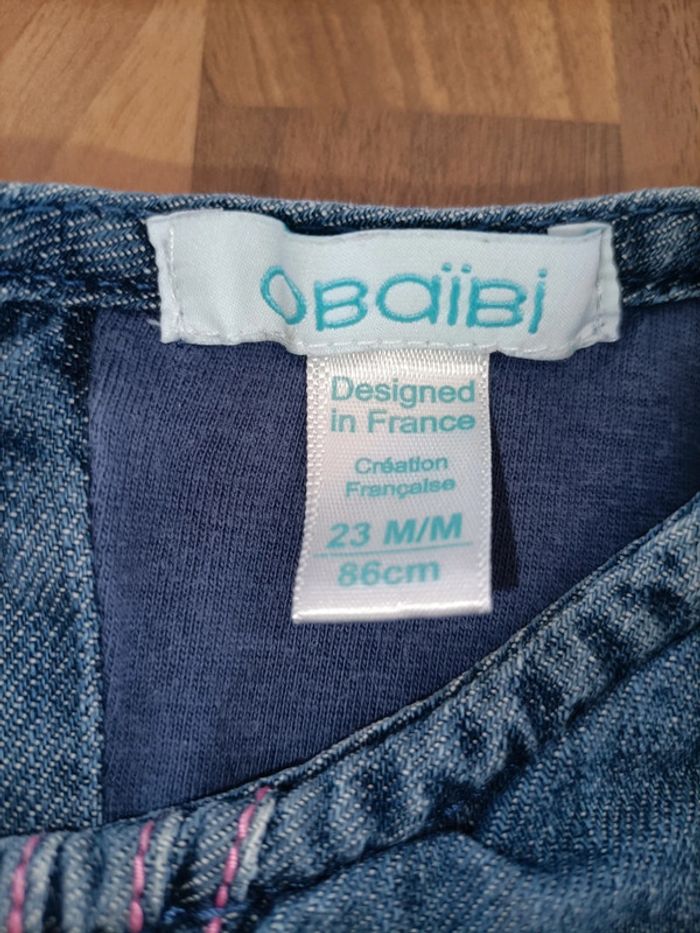 OBAÏBI
Designed
in France
Création
Française
23 M/M
86cm